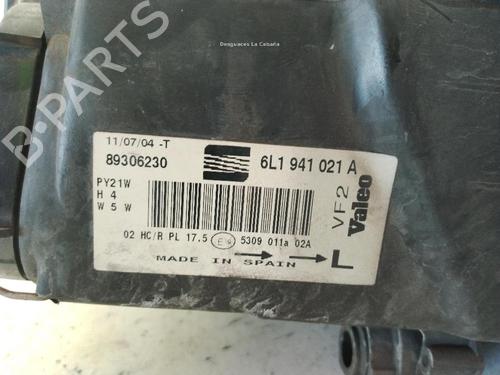 Desguaces La Cabaña
B-PARTS
11/07/04 -T
89306230
6L1 941 021 A
PY21W
H 4
W 5 W
VF2
Valeo
02 HC/R PL 17.5 E9 5309 011a 02A
MADE IN SPAIN
L